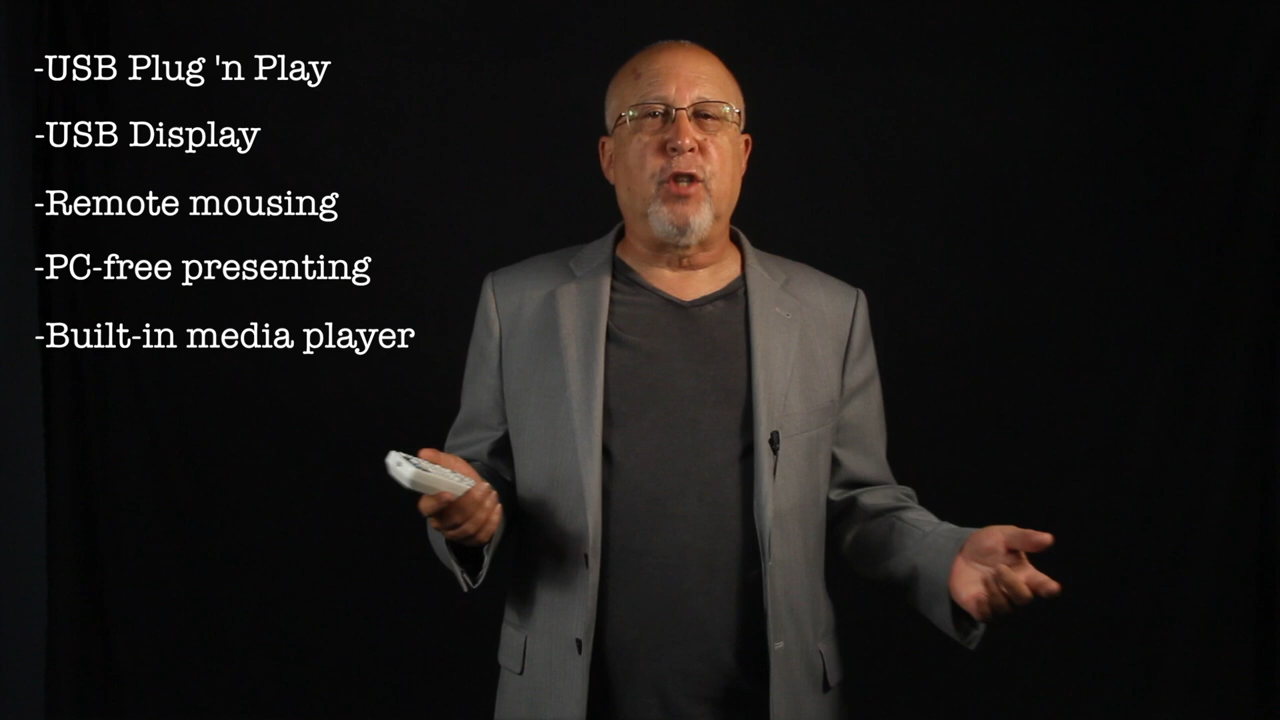 -USB Plug 'n Play
-USB Display
-Remote mousing
-PC-free presenting
-Built-in media player